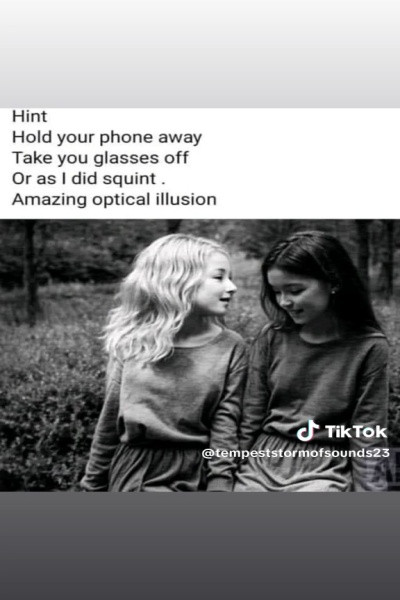 Hint
Hold your phone away
Take you glasses off
Or as I did squint .
Amazing optical illusion
TikTok
@tempeststormofsounds23